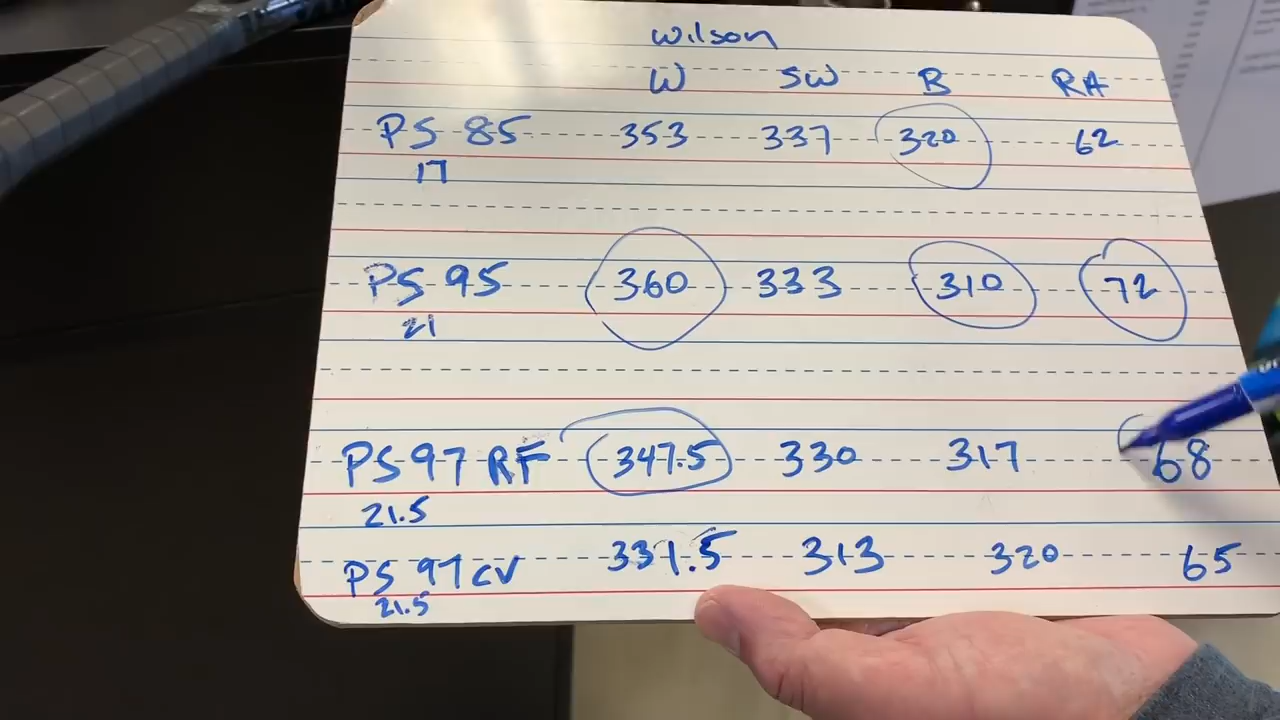 wilson
W SW B RA
PS 85 353 337 320 62
17
PS 95 360 333 310 72
21
PS 97 RF 347.5 330 317 68
21.5
PS 97 CV 331.5 313 320 65
21.5